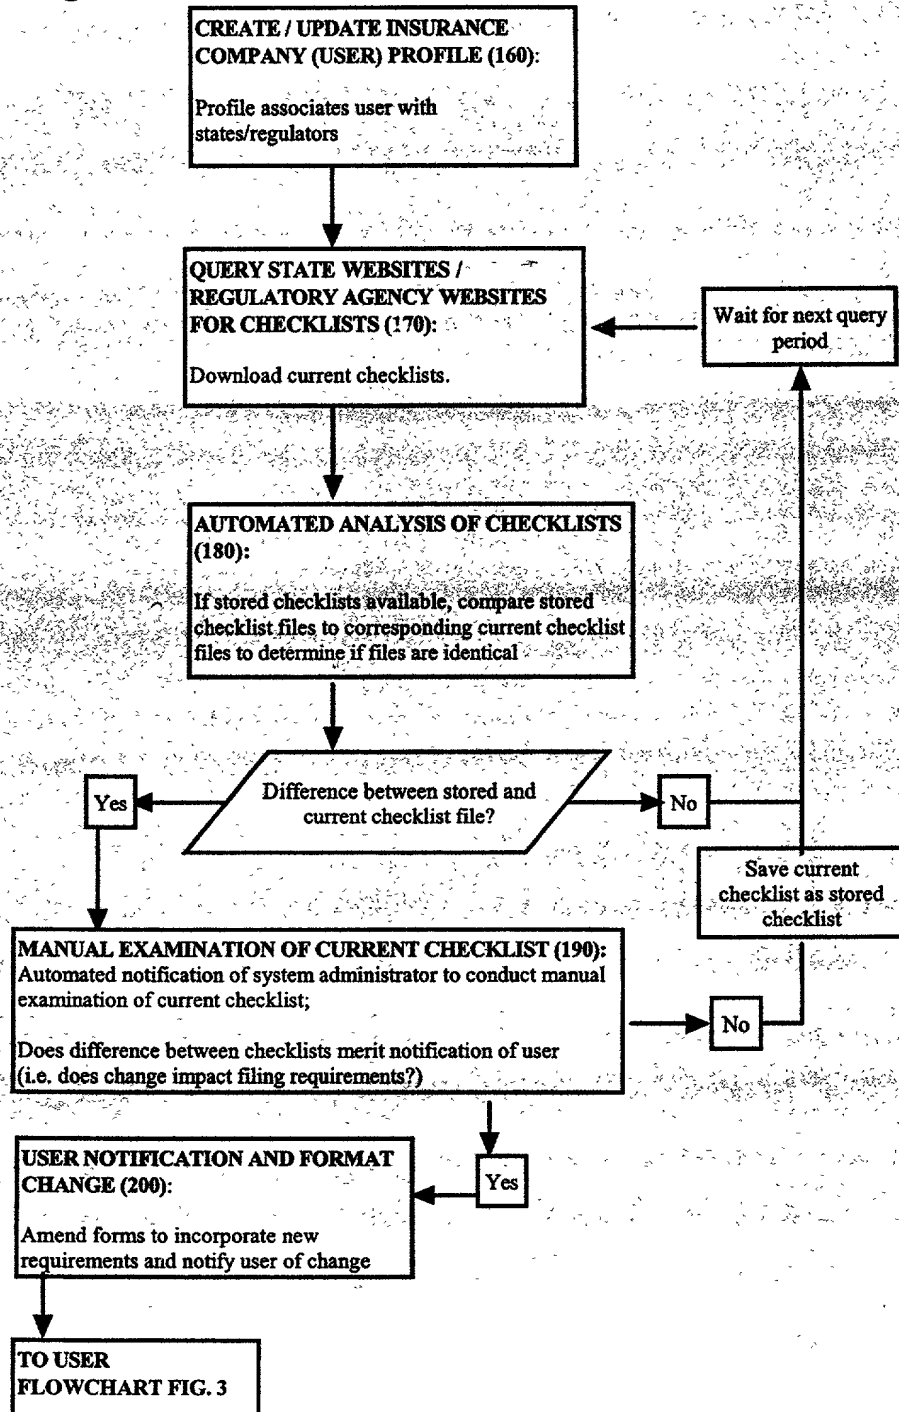 CREATE / UPDATE INSURANCE
COMPANY (USER) PROFILE (160):
Profile associates user with
states/regulators
QUERY STATE WEBSITES /
REGULATORY AGENCY WEBSITES
FOR CHECKLISTS (170):
Download current checklists.
Wait for next query
period
AUTOMATED ANALYSIS OF CHECKLISTS
(180):
If stored checklists available, compare stored
checklist files to corresponding current checklist
files to determine if files are identical
Difference between stored and
current checklist file?
Yes
No
Save current
checklist as stored
checklist
MANUAL EXAMINATION OF CURRENT CHECKLIST (190):
Automated notification of system administrator to conduct manual
examination of current checklist;
Does difference between checklists merit notification of user
(i.e. does change impact filing requirements?)
No
Yes
USER NOTIFICATION AND FORMAT
CHANGE (200):
Amend forms to incorporate new
requirements and notify user of change
TO USER
FLOWCHART FIG. 3